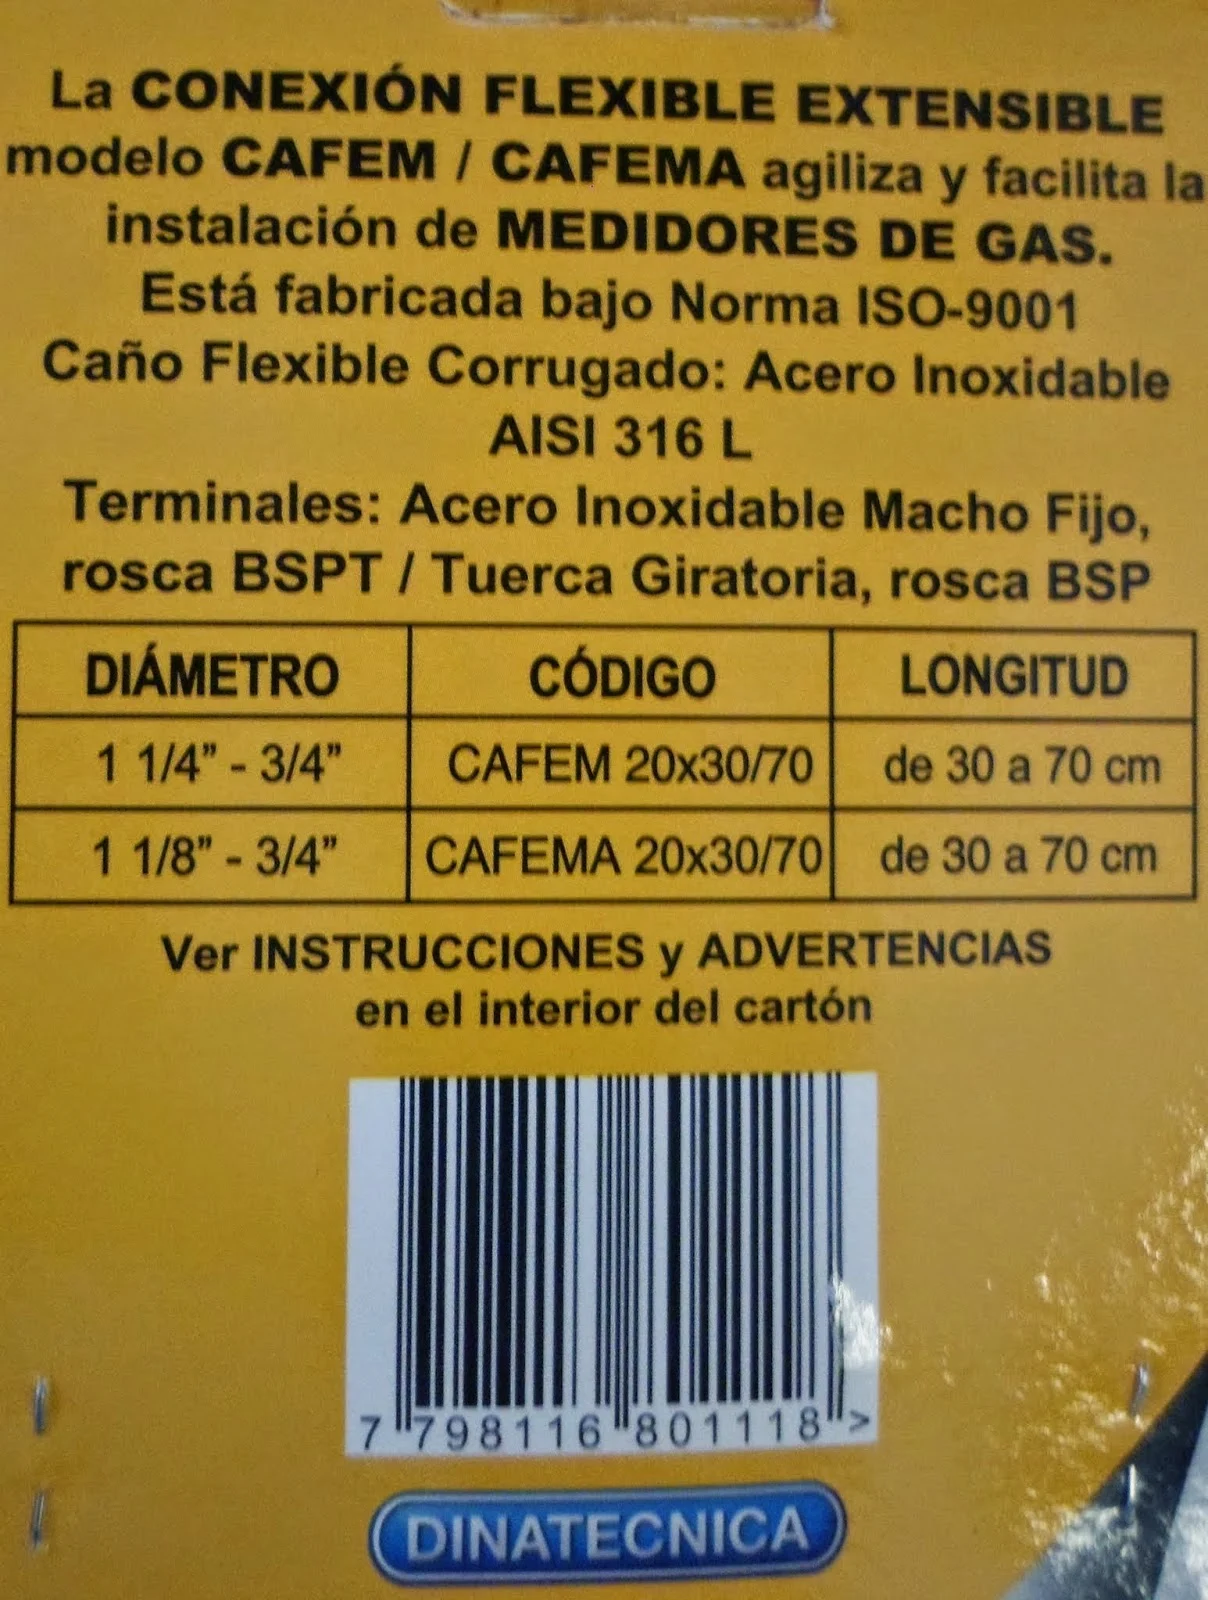 La CONEXIÓN FLEXIBLE EXTENSIBLE
modelo CAFEM / CAFEMA agiliza y facilita la
instalación de MEDIDORES DE GAS.
Está fabricada bajo Norma ISO-9001
Caño Flexible Corrugado: Acero Inoxidable
AISI 316 L
Terminales: Acero Inoxidable Macho Fijo,
rosca BSPT / Tuerca Giratoria, rosca BSP
DIÁMETRO CÓDIGO LONGITUD
1 1/4” - 3/4” CAFEM 20x30/70 de 30 a 70 cm
1 1/8” - 3/4” CAFEMA 20x30/70 de 30 a 70 cm
Ver INSTRUCCIONES y ADVERTENCIAS
en el interior del cartón
7 798116 801118 >
DINATECNICA